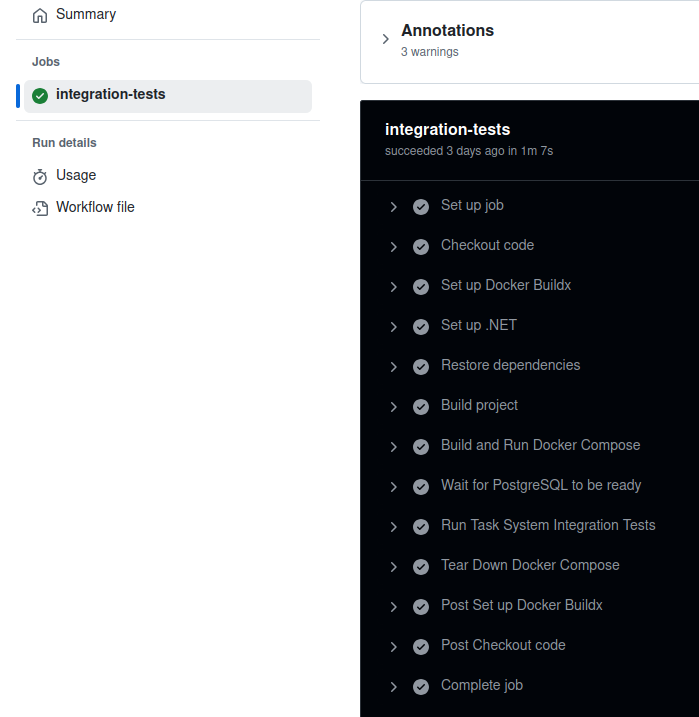 Summary
Jobs
integration-tests
Run details
Usage
Workflow file
Annotations
3 warnings
integration-tests
succeeded 3 days ago in 1m 7s
Set up job
Checkout code
Set up Docker Buildx
Set up .NET
Restore dependencies
Build project
Build and Run Docker Compose
Wait for PostgreSQL to be ready
Run Task System Integration Tests
Tear Down Docker Compose
Post Set up Docker Buildx
Post Checkout code
Complete job